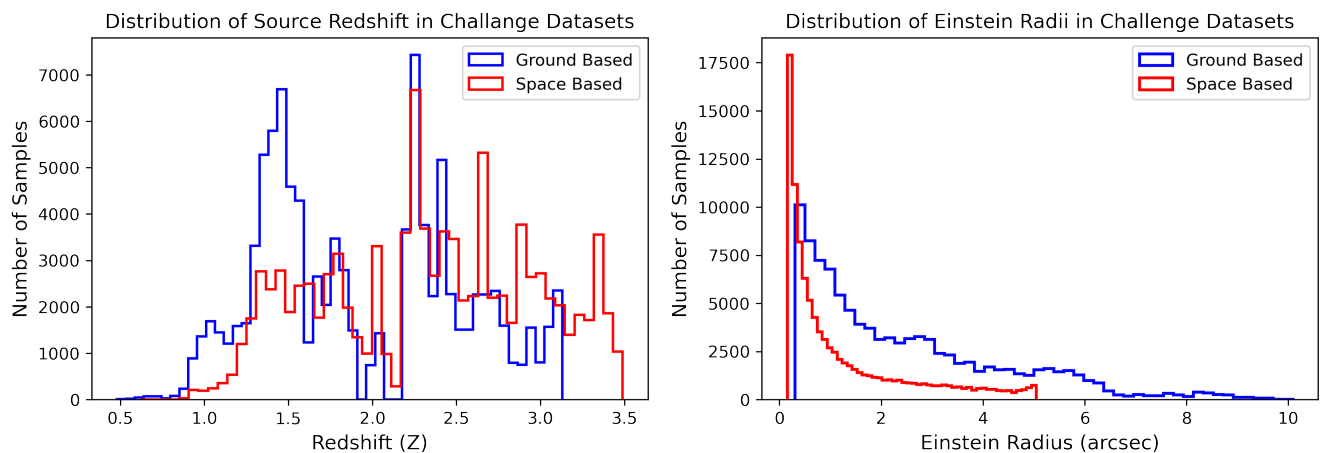 Distribution of Source Redshift in Challange Datasets
Number of Samples
7000
6000
5000
4000
3000
2000
1000
0
Ground Based
Space Based
0.5 1.0 1.5 2.0 2.5 3.0 3.5
Redshift (Z)
Distribution of Einstein Radii in Challenge Datasets
Number of Samples
17500
15000
12500
10000
7500
5000
2500
0
Ground Based
Space Based
0 2 4 6 8 10
Einstein Radius (arcsec)